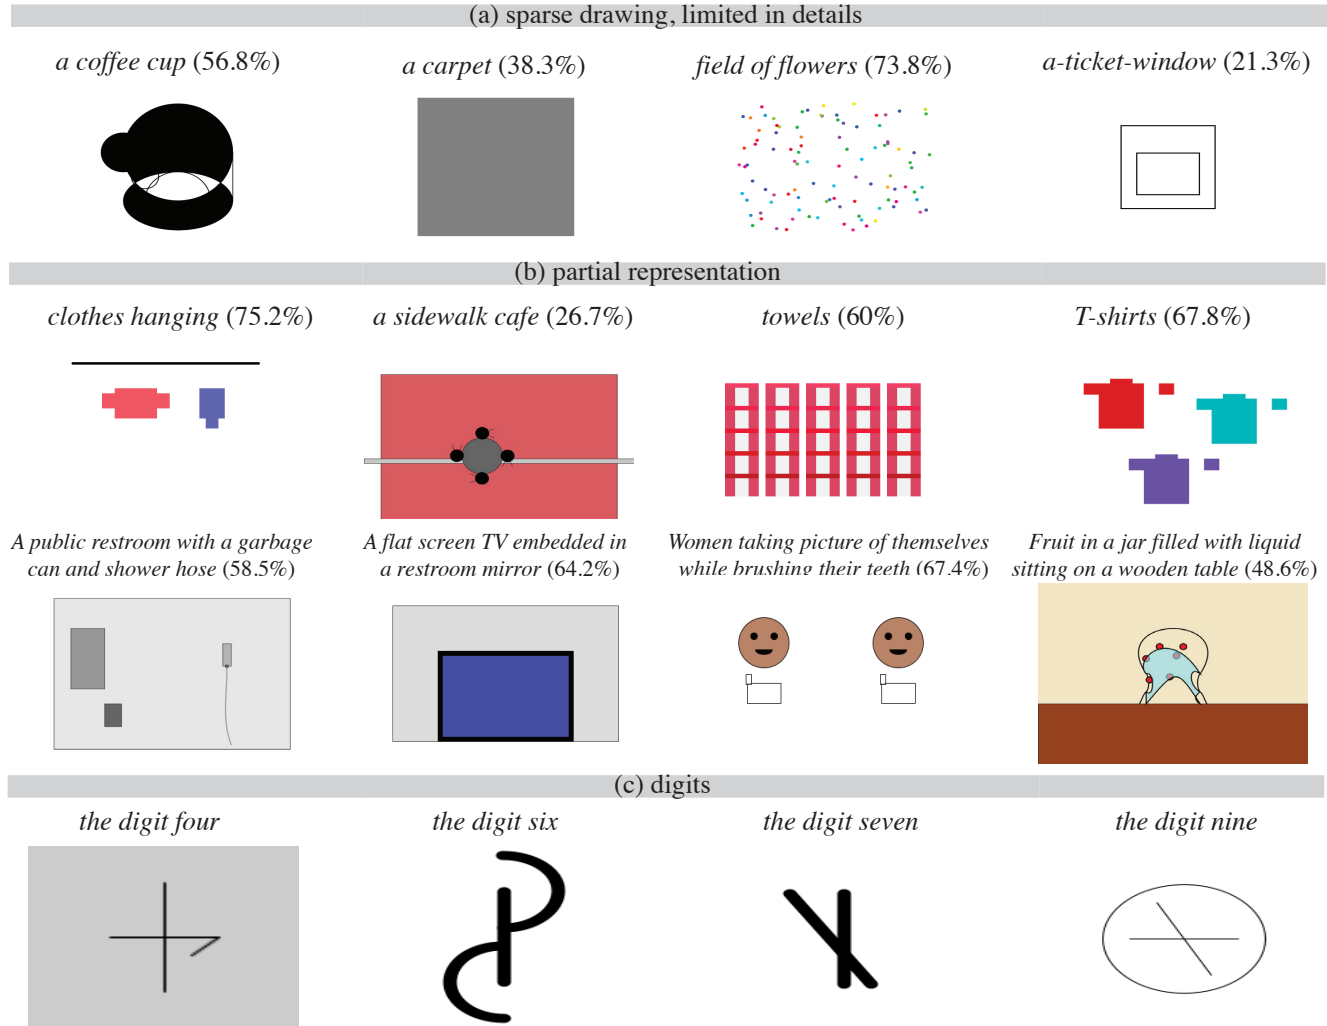 (a) sparse drawing, limited in details
a coffee cup (56.8%)
a carpet (38.3%)
field of flowers (73.8%)
a-ticket-window (21.3%)
(b) partial representation
clothes hanging (75.2%)
a sidewalk cafe (26.7%)
towels (60%)
T-shirts (67.8%)
A public restroom with a garbage
can and shower hose (58.5%)
A flat screen TV embedded in
a restroom mirror (64.2%)
Women taking picture of themselves
while brushing their teeth (67.4%)
Fruit in a jar filled with liquid
sitting on a wooden table (48.6%)
(c) digits
the digit four
the digit six
the digit seven
the digit nine